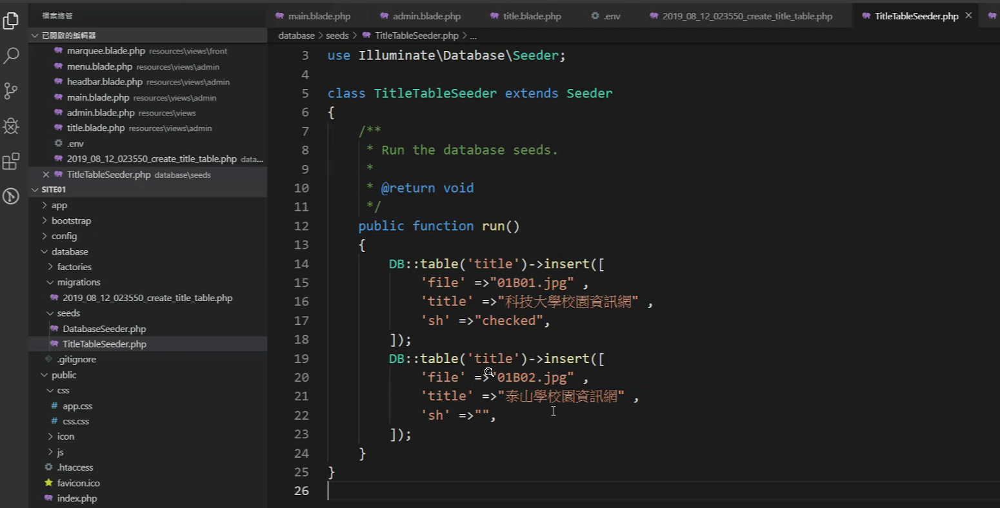 檔案總管
已開啟的編輯器
marquee.blade.php resources\views\front
menu.blade.php resources\views\admin
headbar.blade.php resources\views\admin
main.blade.php resources\views\admin
admin.blade.php resources\views
title.blade.php resources\views\admin
.env
2019_08_12_023550_create_title_table.php data...
TitleTableSeeder.php database\seeds
SITE01
app
bootstrap
config
database
factories
migrations
2019_08_12_023550_create_title_table.php
seeds
DatabaseSeeder.php
TitleTableSeeder.php
.gitignore
public
css
app.css
css.css
icon
js
.htaccess
favicon.ico
index.php
main.blade.php admin.blade.php title.blade.php .env 2019_08_12_023550_create_title_table.php TitleTableSeeder.php
database > seeds > TitleTableSeeder.php > ...
3 use Illuminate\Database\Seeder;
4
5 class TitleTableSeeder extends Seeder
6 {
7 /**
8 * Run the database seeds.
9 *
10 * @return void
11 */
12 public function run()
13 {
14 DB::table('title')->insert([
15 'file' =>"01B01.jpg" ,
16 'title' =>"科技大學校園資訊網" ,
17 'sh' =>"checked",
18 ]);
19 DB::table('title')->insert([
20 'file' =>"01B02.jpg" ,
21 'title' =>"泰山學校園資訊網" ,
22 'sh' =>"",
23 ]);
24 }
25 }
26